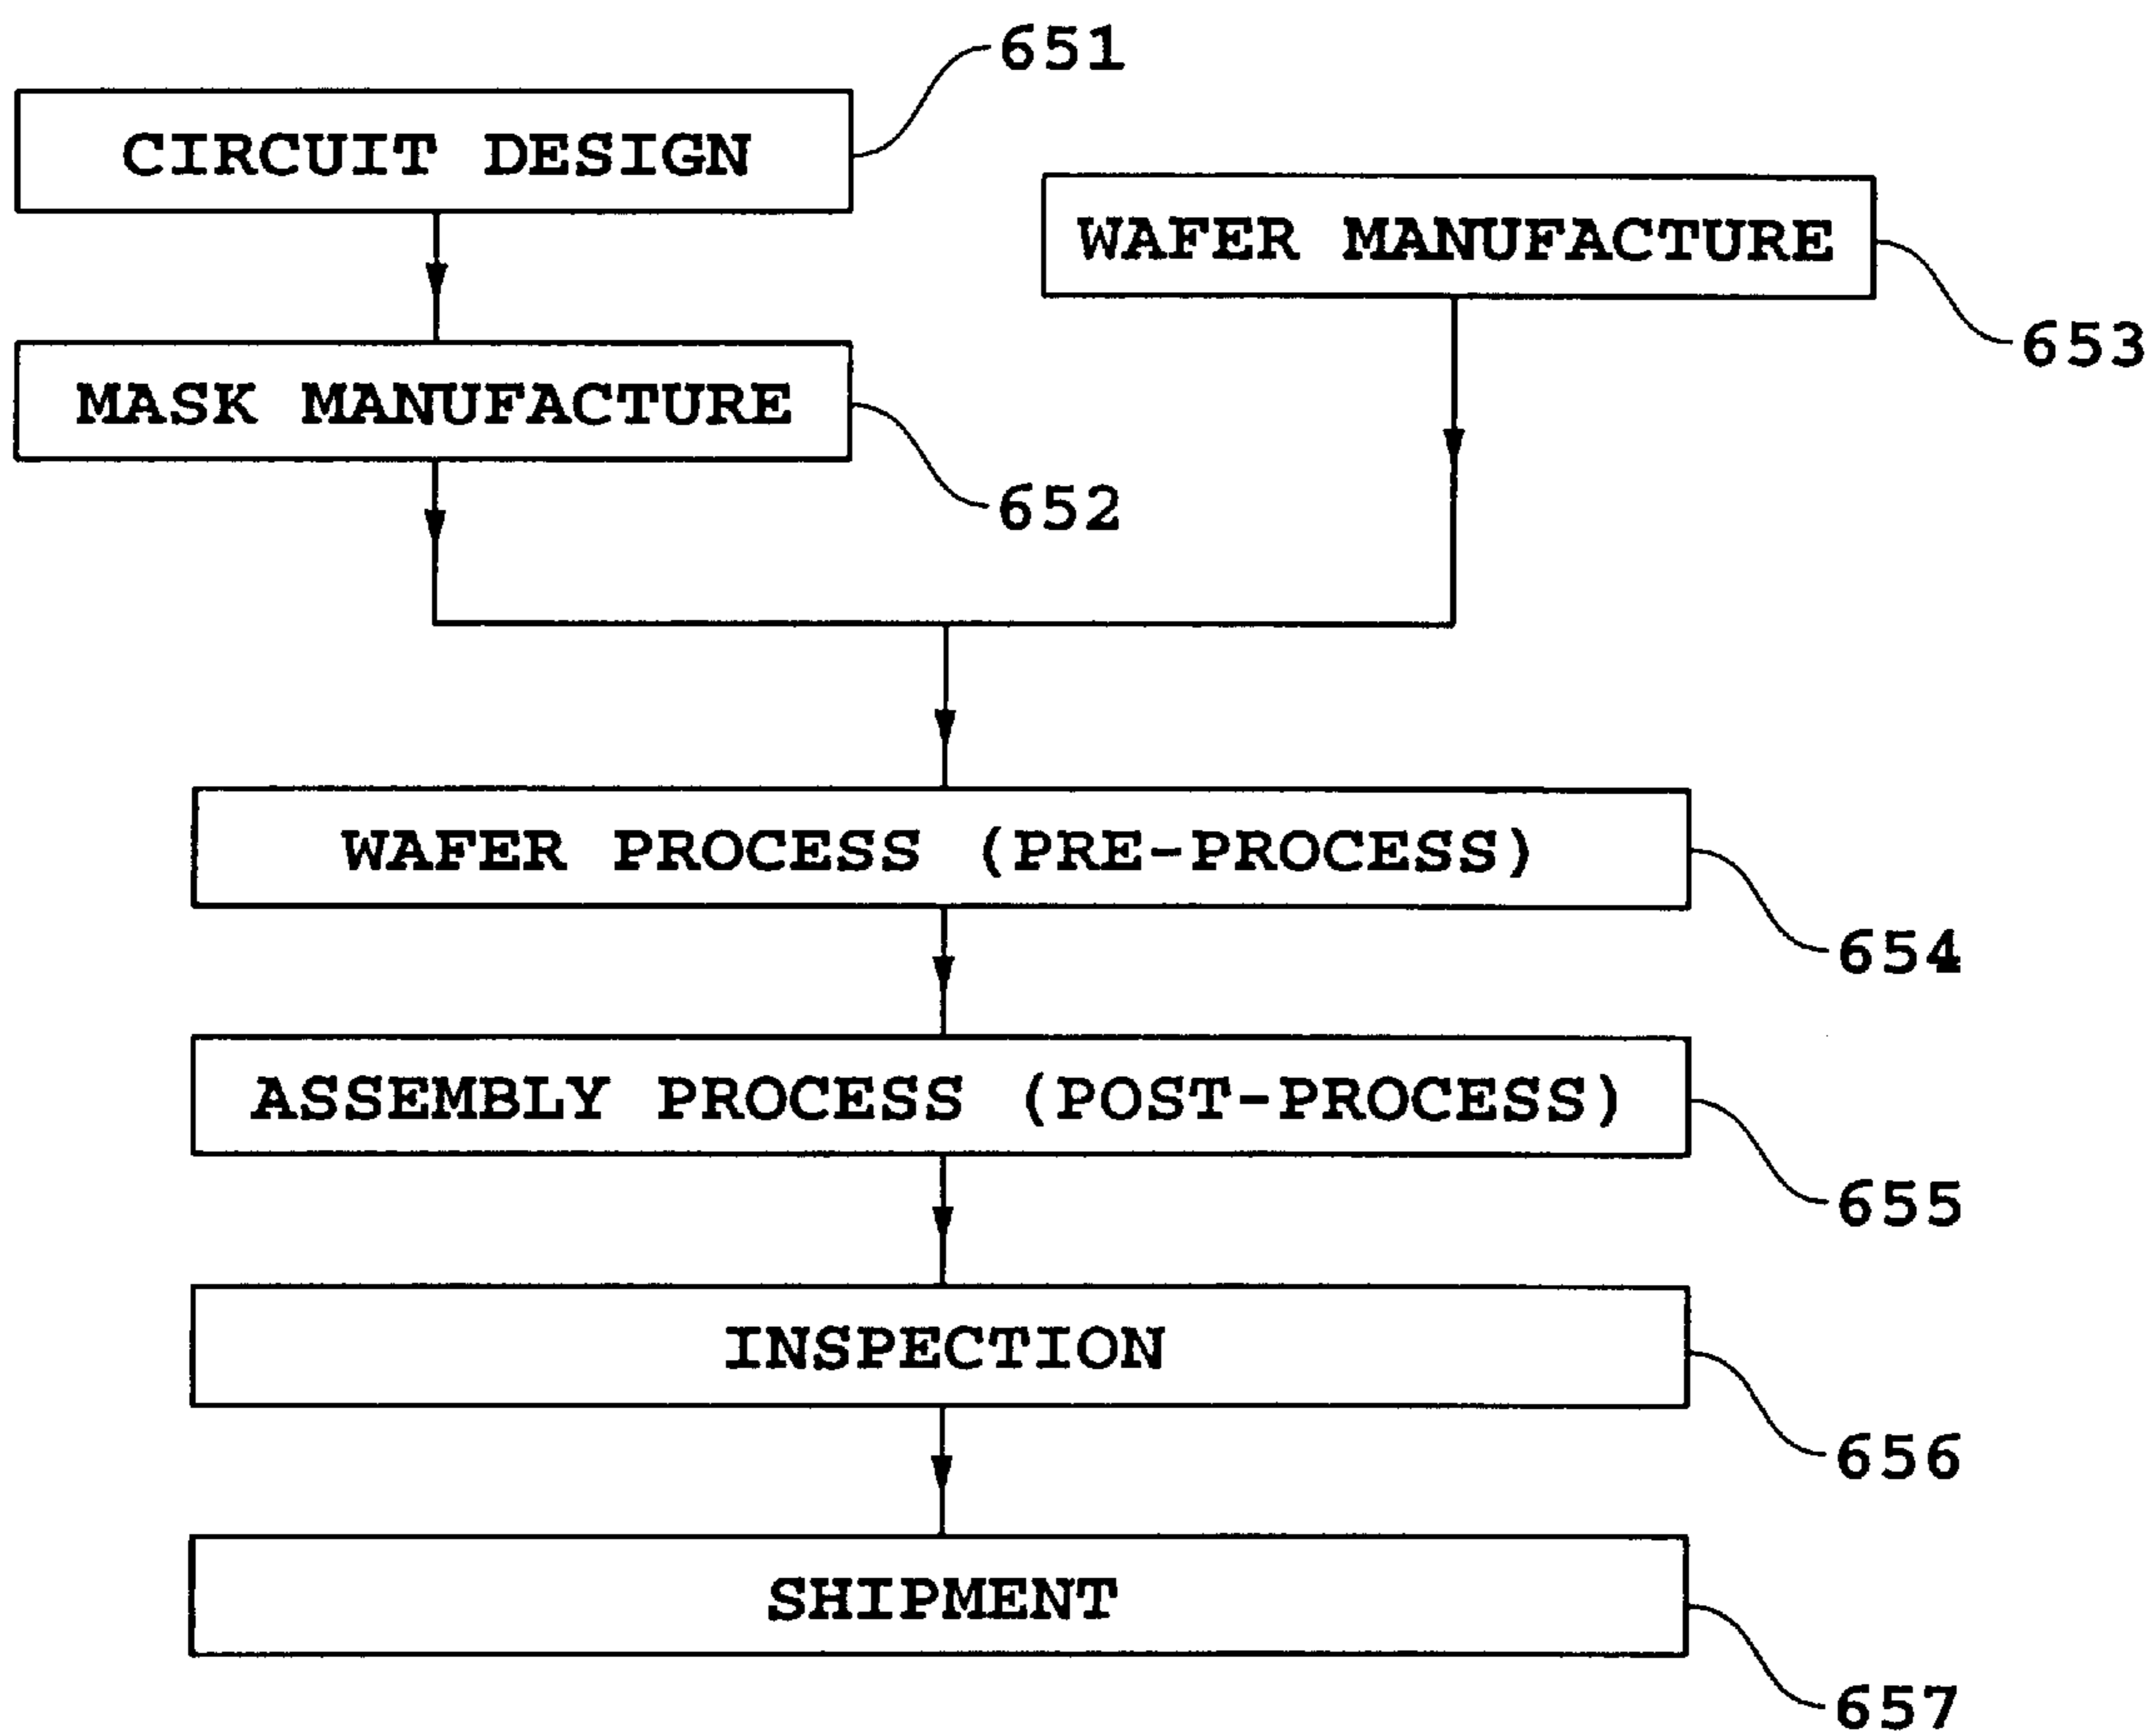 651
CIRCUIT DESIGN
WAFER MANUFACTURE
653
MASK MANUFACTURE
652
WAFER PROCESS (PRE-PROCESS)
654
ASSEMBLY PROCESS (POST-PROCESS)
655
INSPECTION
656
SHIPMENT
657